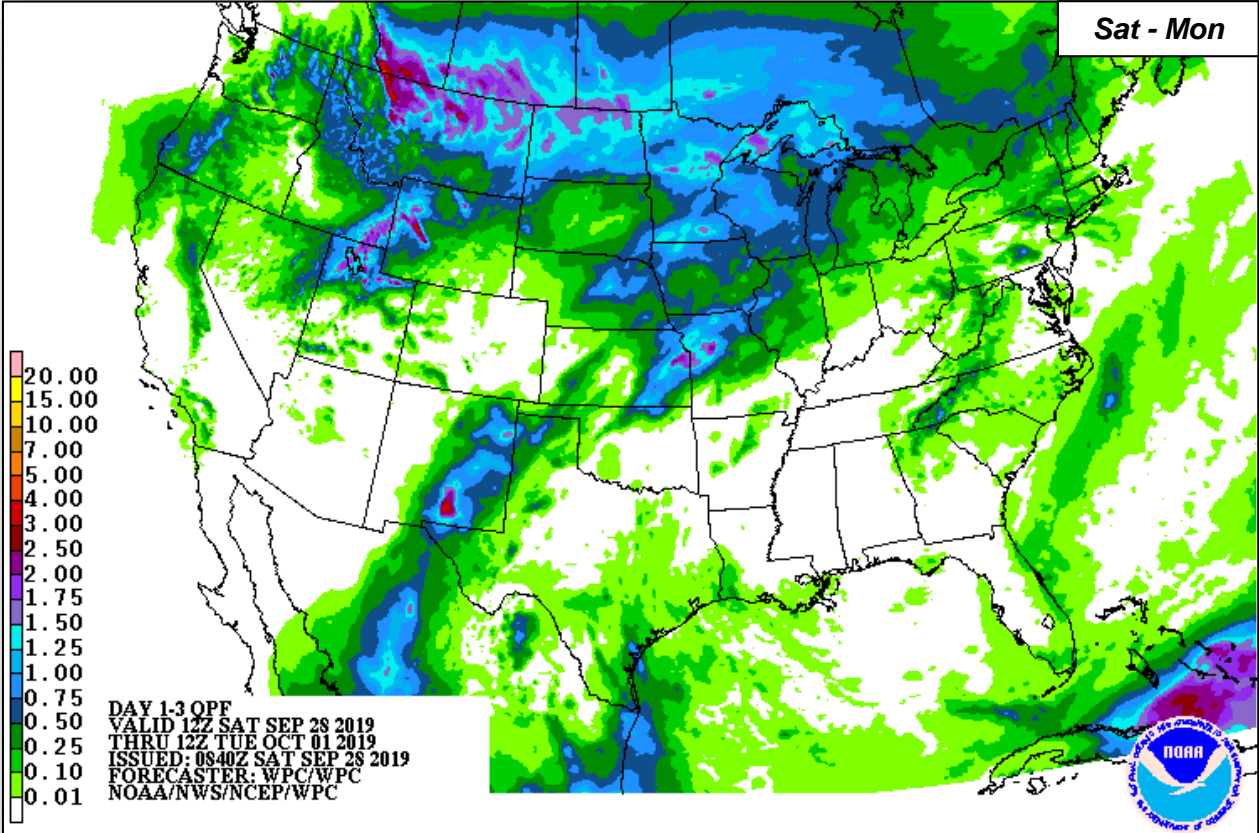 Sat - Mon
20.00
15.00
10.00
7.00
5.00
4.00
3.00
2.50
2.00
1.75
1.50
1.25
1.00
0.75
0.50
0.25
0.10
0.01
DAY 1-3 QPF
VALID 12Z SAT SEP 28 2019
THRU 12Z TUE OCT 01 2019
ISSUED: 0840Z SAT SEP 28 2019
FORECASTER: WPC/WPC
NOAA/NWS/NCEP/WPC
NOAA